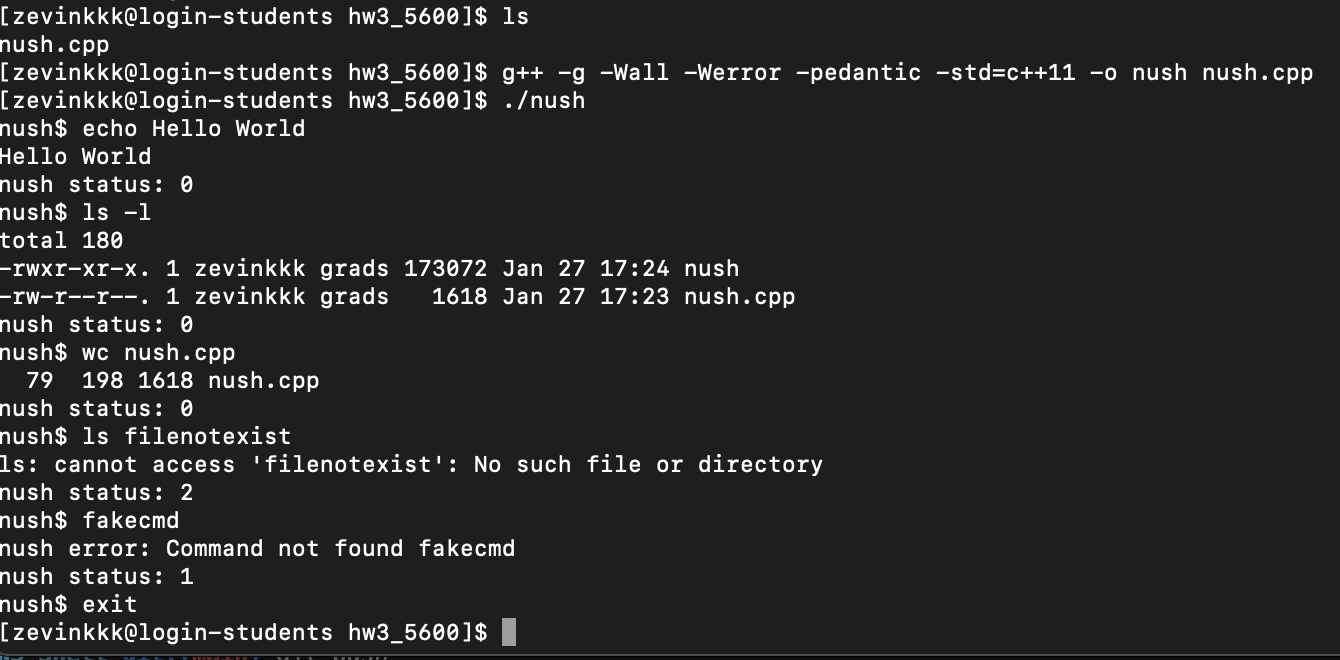 [zevinkkk@login-students hw3_5600]$ ls
nush.cpp
[zevinkkk@login-students hw3_5600]$ g++ -g -Wall -Werror -pedantic -std=c++11 -o nush nush.cpp
[zevinkkk@login-students hw3_5600]$ ./nush
nush$ echo Hello World
Hello World
nush status: 0
nush$ ls -l
total 180
-rwxr-xr-x. 1 zevinkkk grads 173072 Jan 27 17:24 nush
-rw-r--r--. 1 zevinkkk grads   1618 Jan 27 17:23 nush.cpp
nush status: 0
nush$ wc nush.cpp
  79  198 1618 nush.cpp
nush status: 0
nush$ ls filenotexist
ls: cannot access 'filenotexist': No such file or directory
nush status: 2
nush$ fakecmd
nush error: Command not found fakecmd
nush status: 1
nush$ exit
[zevinkkk@login-students hw3_5600]$